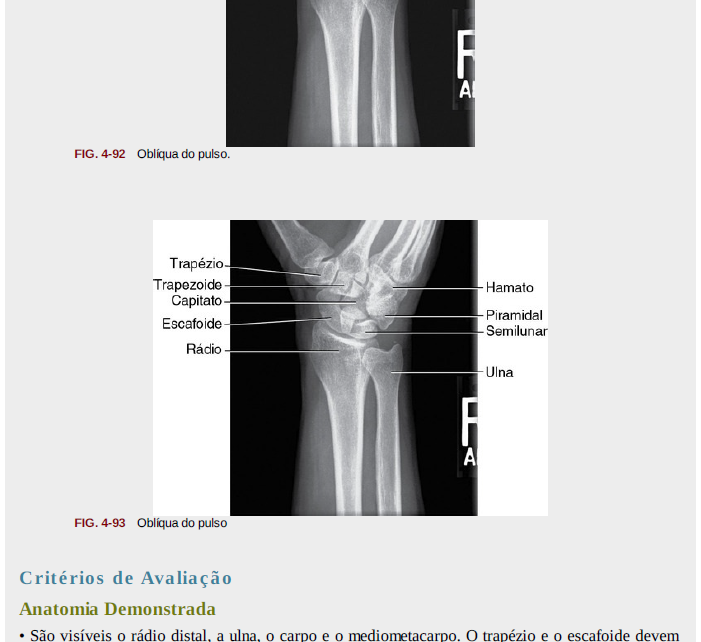 R
FIG. 4-92 Oblíqua do pulso.
Trapézio
Trapezoide
Capitato
Escafoide
Rádio
Hamato
Piramidal
Semilunar
Ulna
R
FIG. 4-93 Oblíqua do pulso
Critérios de Avaliação
Anatomia Demonstrada
• São visíveis o rádio distal, a ulna, o carpo e o mediometacarpo. O trapézio e o escafoide devem